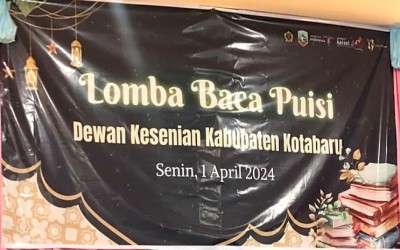 Lomba Baca Puisi
Dewan Kesenian Kabupaten Kotabaru
Senin, 1 April 2024